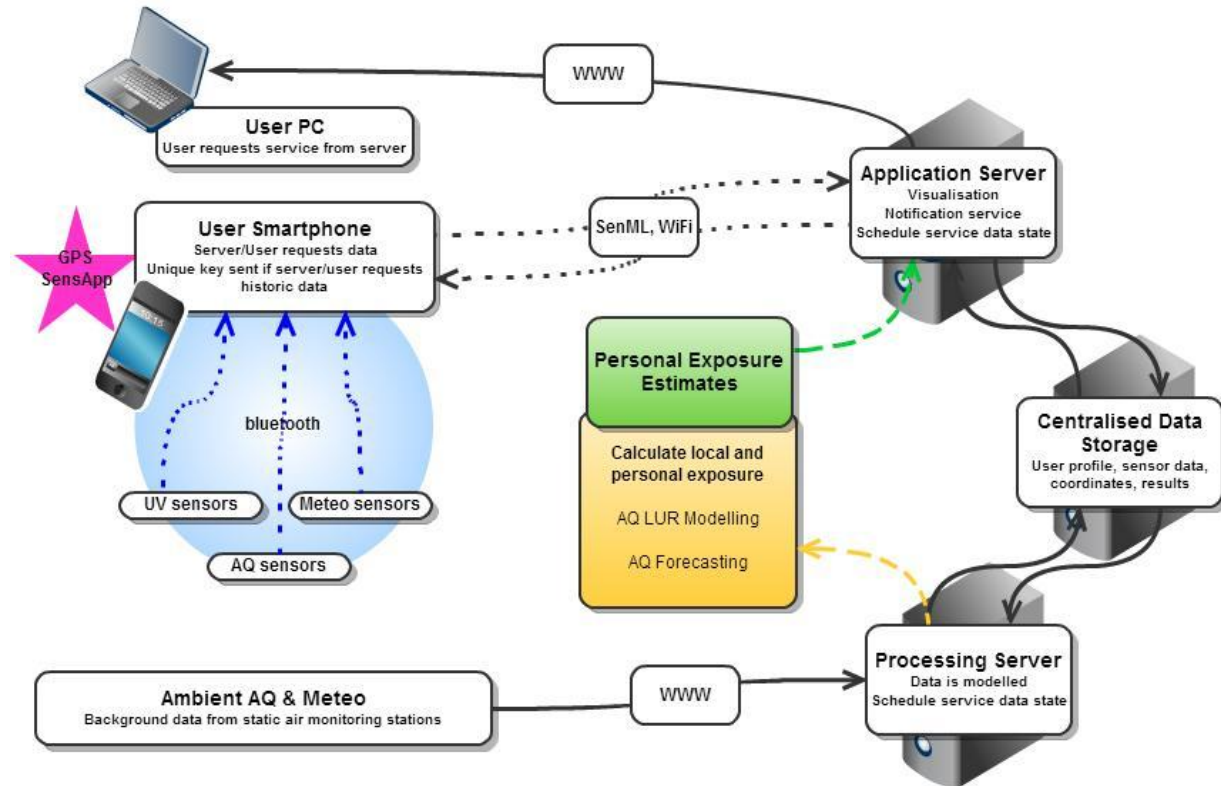 WWW
User PC
User requests service from server
Application Server
Visualisation
Notification service
Schedule service data state
User Smartphone
Server/User requests data
Unique key sent if server/user requests
historic data
SenML, WiFi
GPS
SensApp
10:15
Personal Exposure
Estimates
bluetooth
Centralised Data
Storage
User profile, sensor data,
coordinates, results
Calculate local and
personal exposure
AQ LUR Modelling
AQ Forecasting
UV sensors
Meteo sensors
AQ sensors
Processing Server
Data is modelled
Schedule service data state
Ambient AQ & Meteo
Background data from static air monitoring stations
WWW